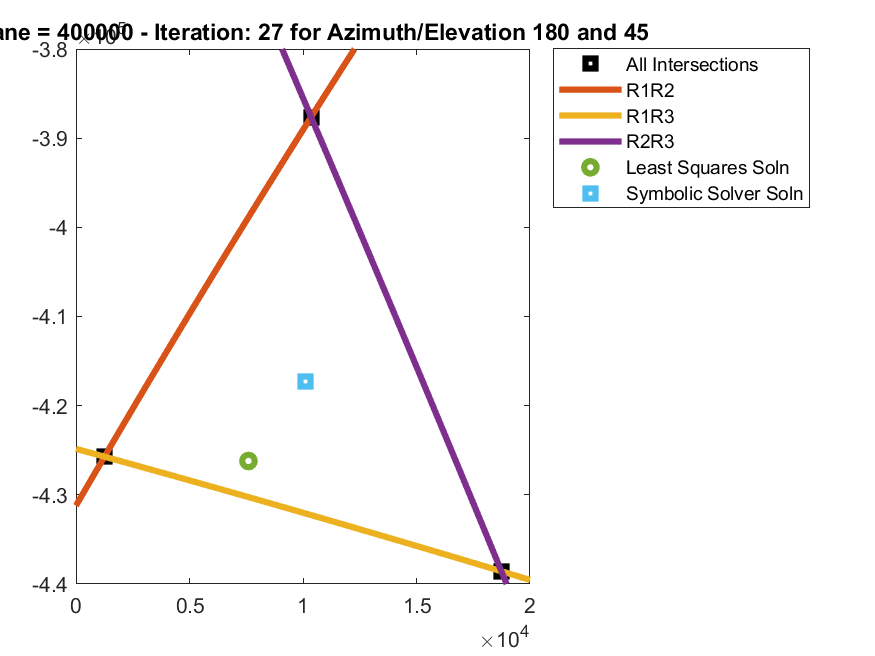 ane = 400000 - Iteration: 27 for Azimuth/Elevation 180 and 45
×10^5
-3.8
-3.9
-4
-4.1
-4.2
-4.3
-4.4
0 0.5 1 1.5 2
×10^4
All Intersections
R1R2
R1R3
R2R3
Least Squares Soln
Symbolic Solver Soln